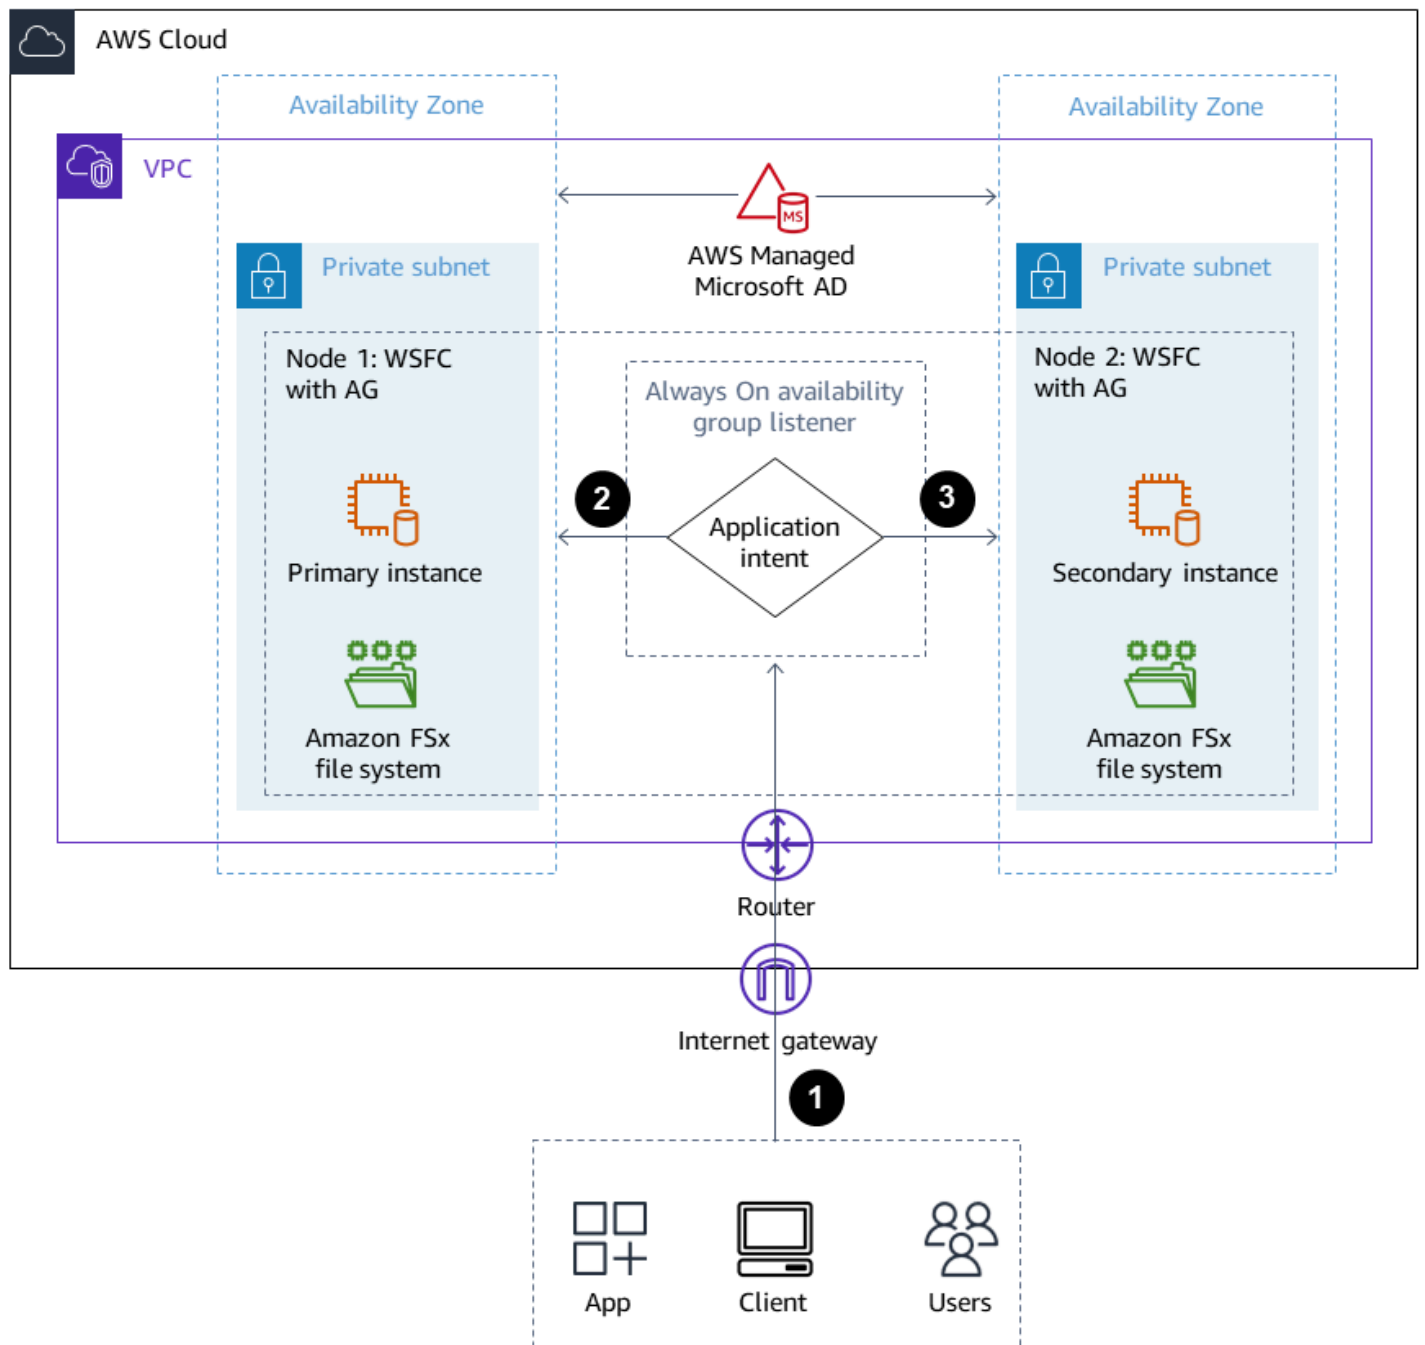 AWS Cloud
Availability Zone
Availability Zone
VPC
MS
AWS Managed
Microsoft AD
Private subnet
Private subnet
Node 1: WSFC
with AG
Always On availability
group listener
Node 2: WSFC
with AG
2
3
Application
intent
Primary instance
Secondary instance
Amazon FSx
file system
Amazon FSx
file system
Router
Internet gateway
1
App
Client
Users